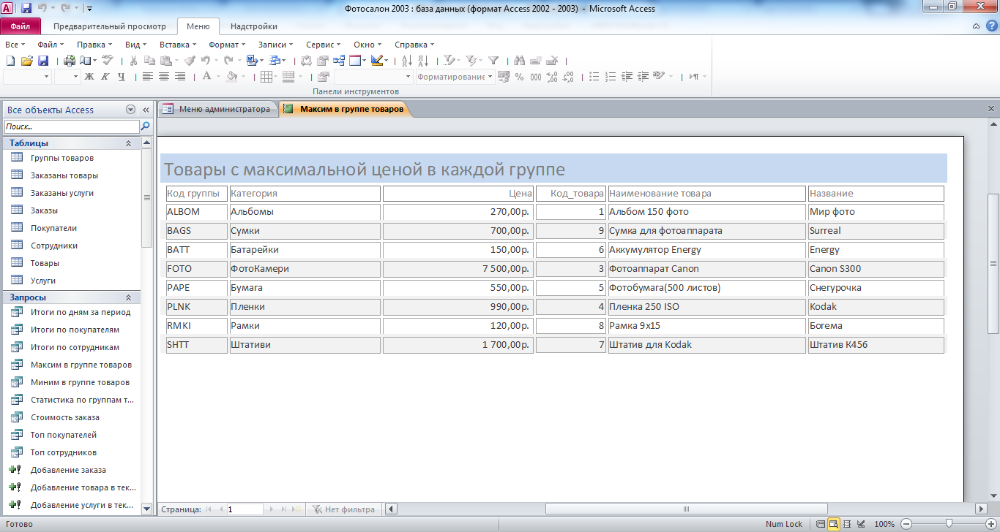 Фотосалон 2003 : база данных (формат Access 2002 - 2003) - Microsoft Access
Файл Предварительный просмотр Меню Надстройки
Все Файл Правка Вид Вставка Формат Записи Сервис Окно Справка
Ж К Ч Форматирование % 000
Панели инструментов
Все объекты Access «
Поиск...
Таблицы
Группы товаров
Заказаны товары
Заказаны услуги
Заказы
Покупатели
Сотрудники
Товары
Услуги
Запросы
Итоги по дням за период
Итоги по покупателям
Итоги по сотрудникам
Максим в группе товаров
Миним в группе товаров
Статистика по группам т...
Стоимость заказа
Топ покупателей
Топ сотрудников
Добавление заказа
Добавление товара в тек...
Добавление услуги в тек...
Меню администратора Максим в группе товаров
Товары с максимальной ценой в каждой группе
Код группы Категория Цена Код_товара Наименование товара Название
ALBOM Альбомы 270,00р. 1 Альбом 150 фото Мир фото
BAGS Сумки 700,00р. 9 Сумка для фотоаппарата Surreal
BATT Батарейки 150,00р. 6 Аккумулятор Energy Energy
FOTO ФотоКамери 7 500,00р. 3 Фотоаппарат Canon Canon S300
PAPE Бумага 550,00р. 5 Фотобумага(500 листов) Снегурочка
PLNK Пленки 990,00р. 4 Пленка 250 ISO Kodak
RMKI Рамки 120,00р. 8 Рамка 9x15 Богема
SHTT Штативи 1 700,00р. 7 Штатив для Kodak Штатив К456
Страница: 1 Нет фильтра
Готово Num Lock 100%